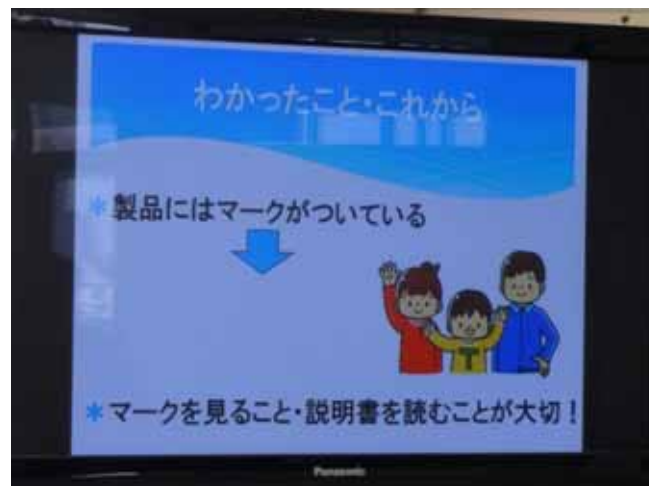 わかったこと・これから
*製品にはマークがついている
*マークを見ること・説明書を読むことが大切！
T
Panasonic